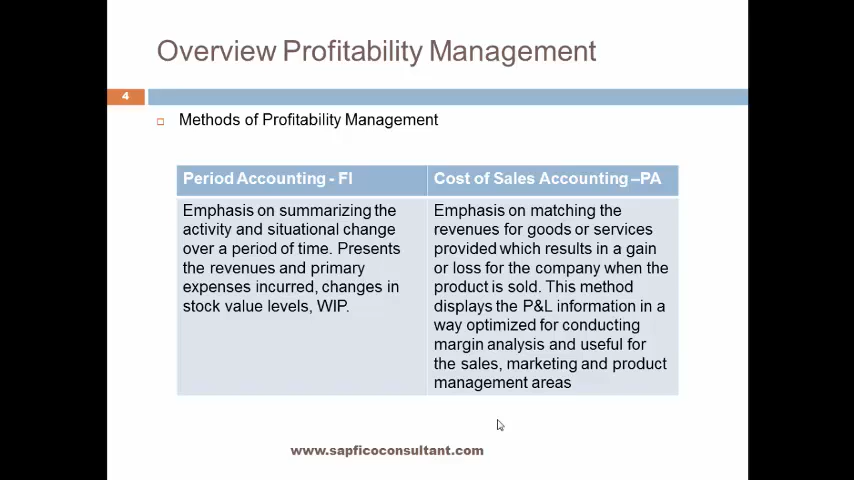 Overview Profitability Management
4
Methods of Profitability Management
Period Accounting - FI
Cost of Sales Accounting –PA
Emphasis on summarizing the
activity and situational change
over a period of time. Presents
the revenues and primary
expenses incurred, changes in
stock value levels, WIP.
Emphasis on matching the
revenues for goods or services
provided which results in a gain
or loss for the company when the
product is sold. This method
displays the P&L information in a
way optimized for conducting
margin analysis and useful for
the sales, marketing and product
management areas
www.sapficoconsultant.com